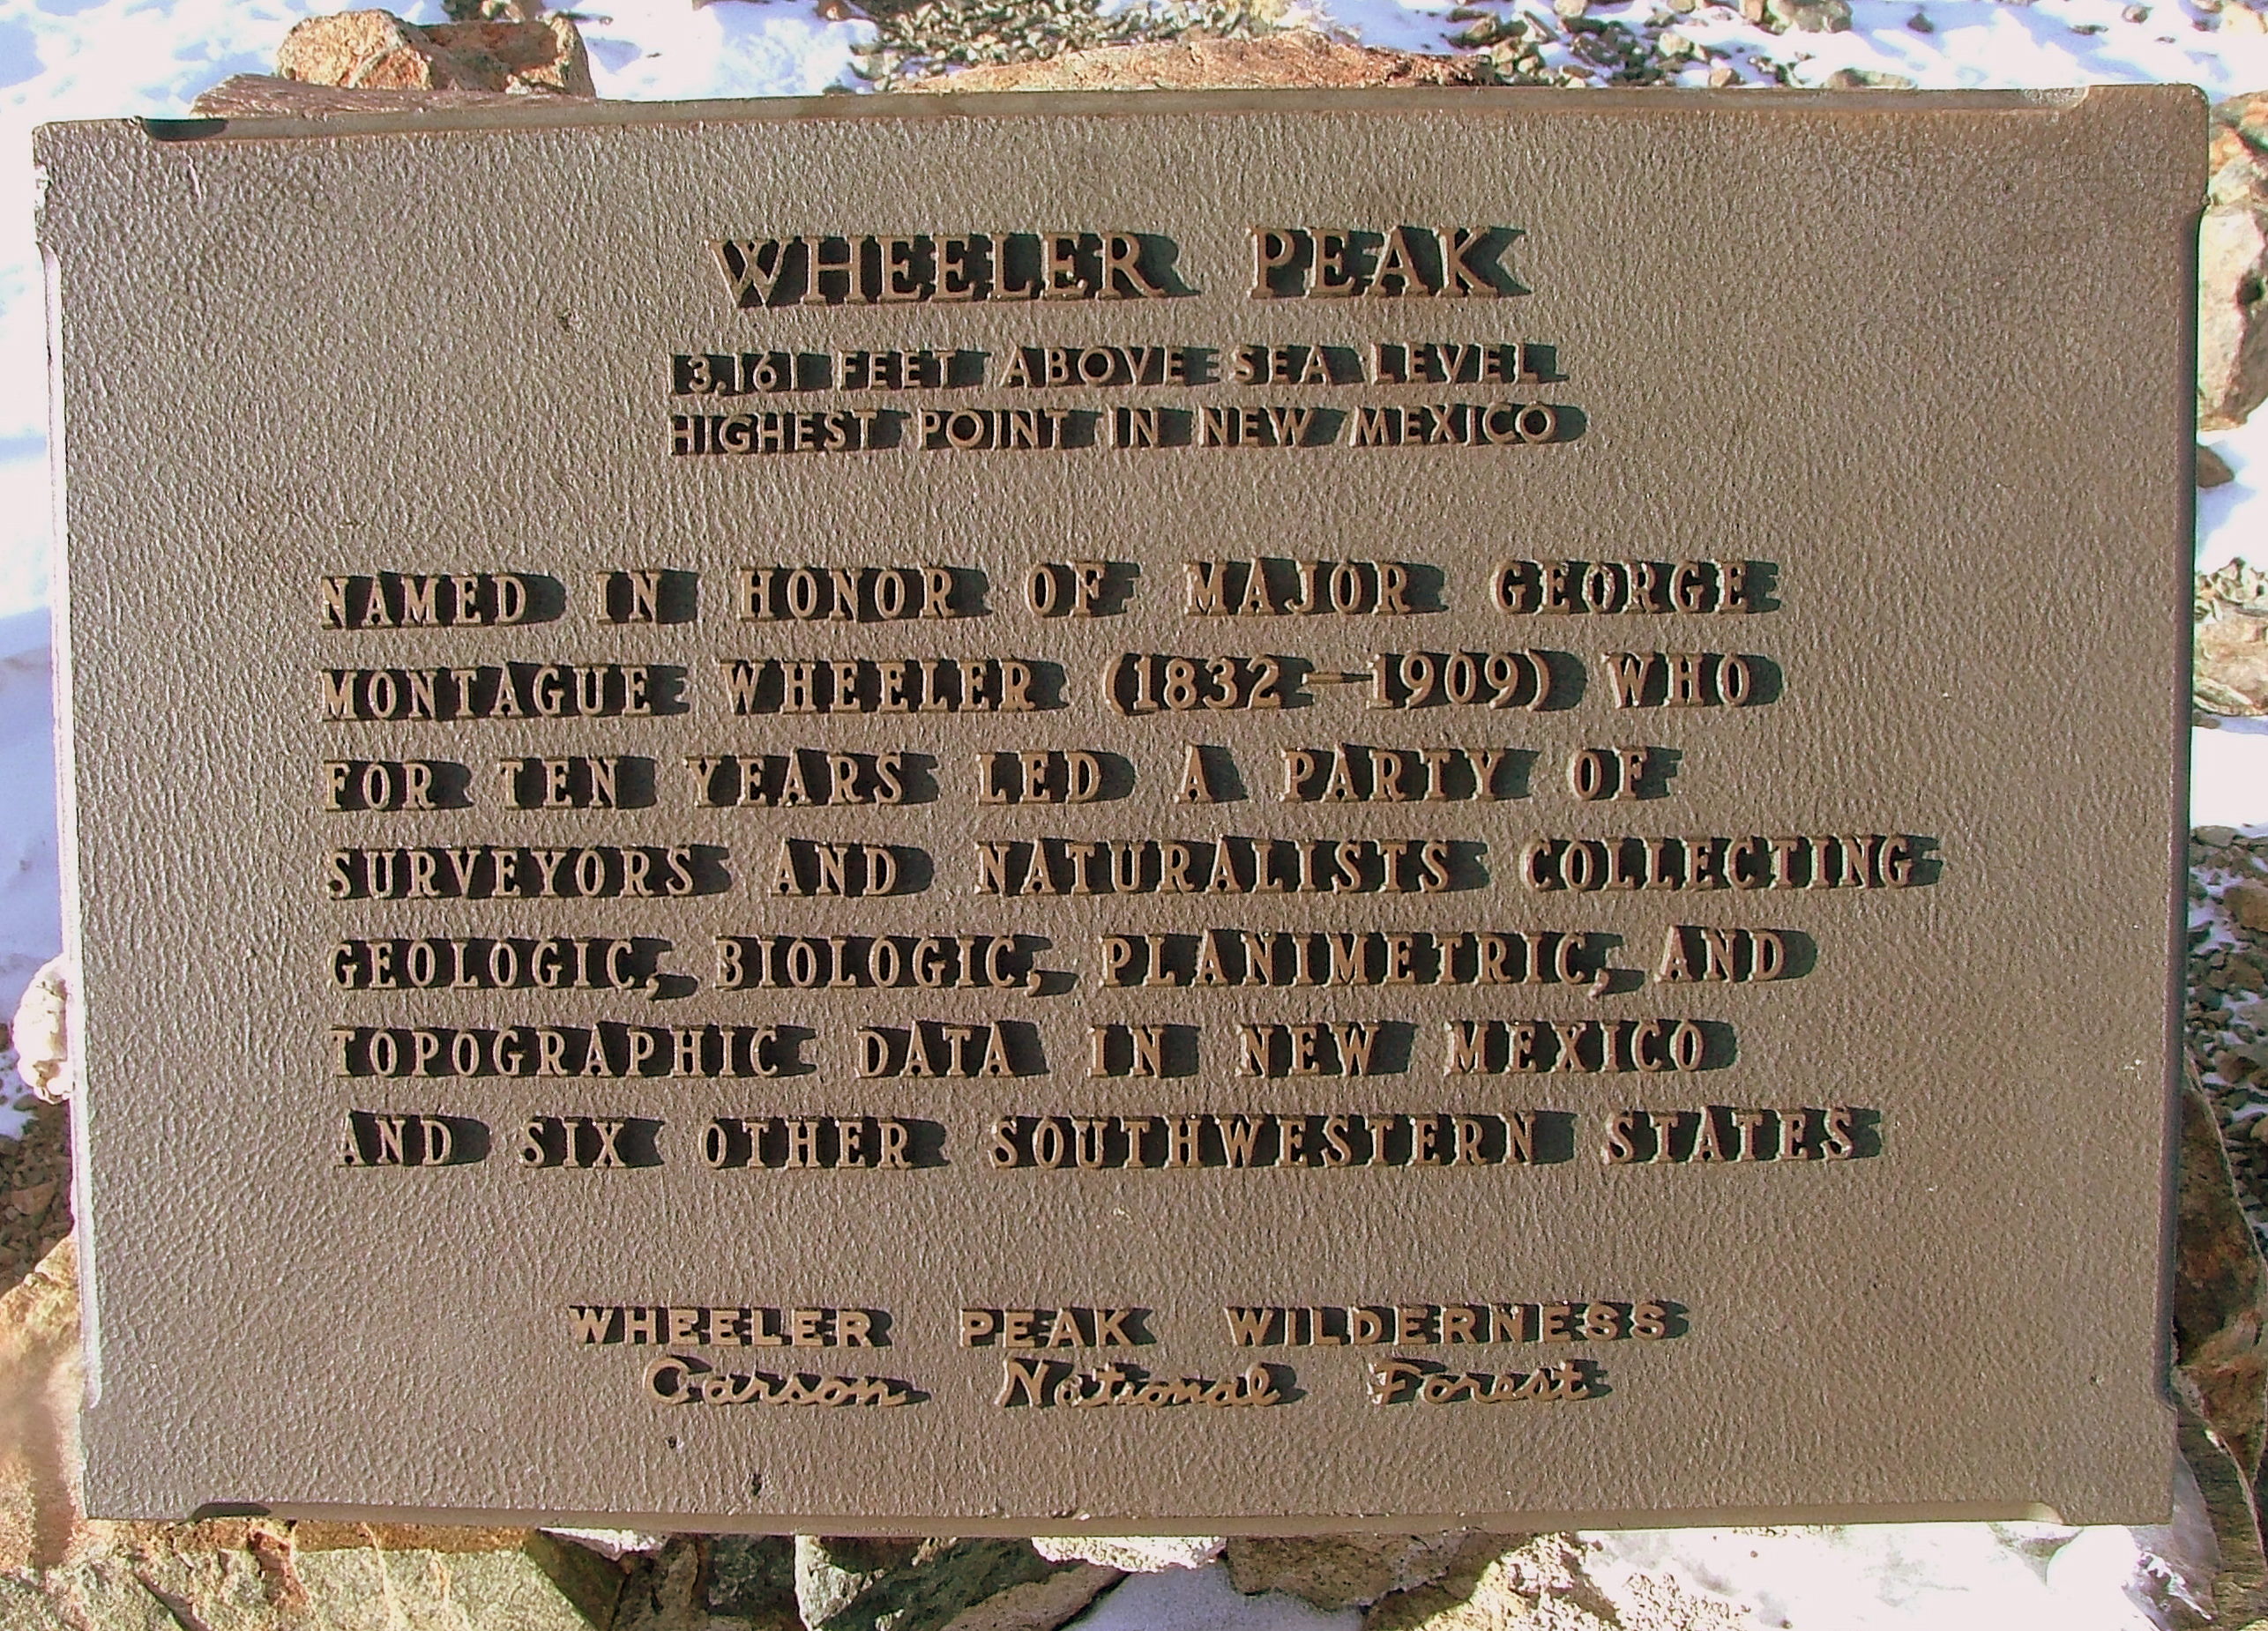 WHEELER PEAK
13,161 FEET ABOVE SEA LEVEL
HIGHEST POINT IN NEW MEXICO
NAMED IN HONOR OF MAJOR GEORGE
MONTAGUE WHEELER (1832-1909) WHO
FOR TEN YEARS LED A PARTY OF
SURVEYORS AND NATURALISTS COLLECTING
GEOLOGIC, BIOLOGIC, PLANIMETRIC, AND
TOPOGRAPHIC DATA IN NEW MEXICO
AND SIX OTHER SOUTHWESTERN STATES
WHEELER PEAK WILDERNESS
Carson National Forest